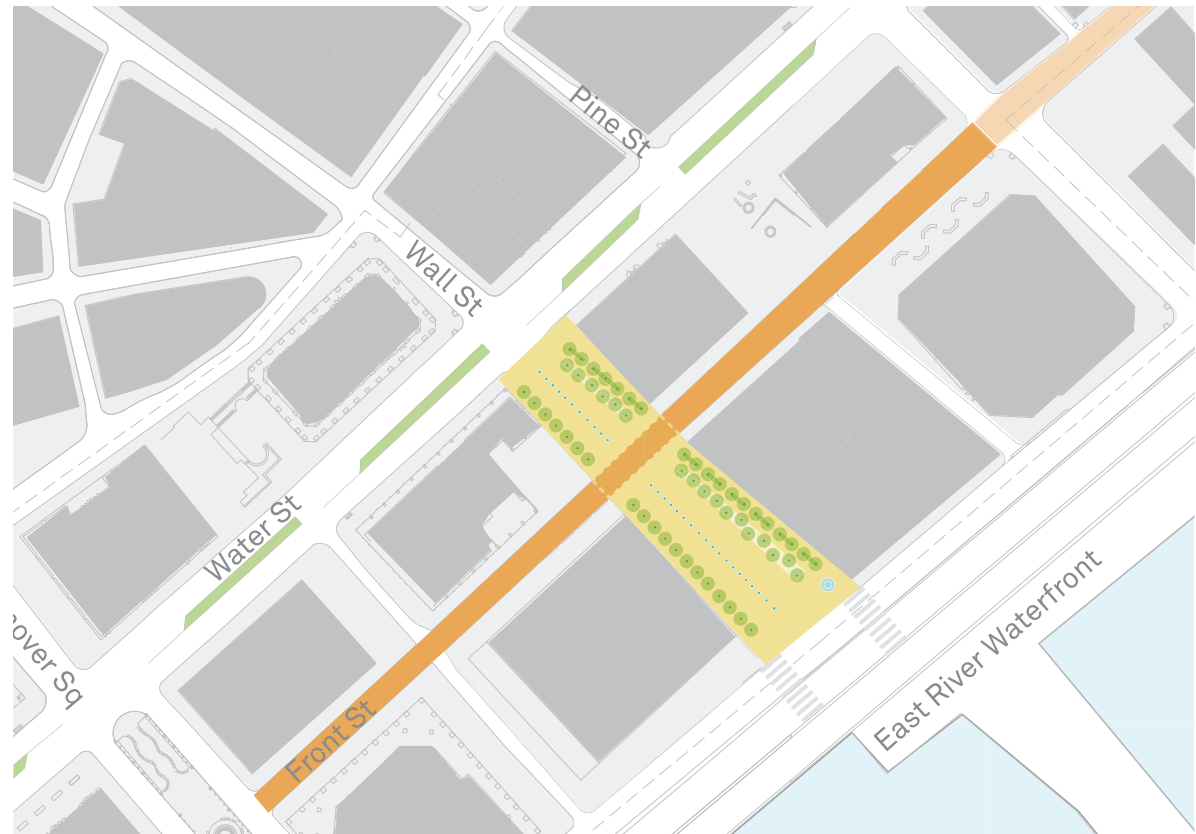 Pine St
Wall St
Water St
over Sq
Front St
East River Waterfront